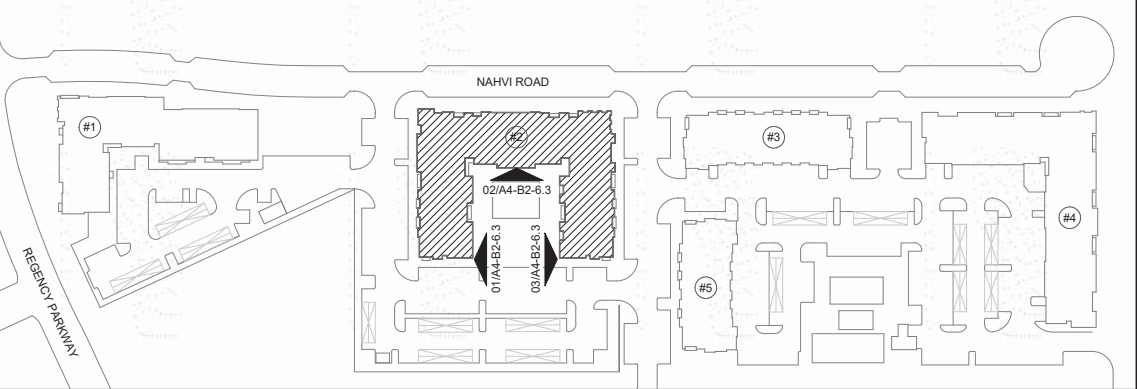 NAHVI ROAD
#1
#2
#3
02/A4-B2-6.3
#4
01/A4-B2-6.3
03/A4-B2-6.3
#5
REGENCY PARKWAY